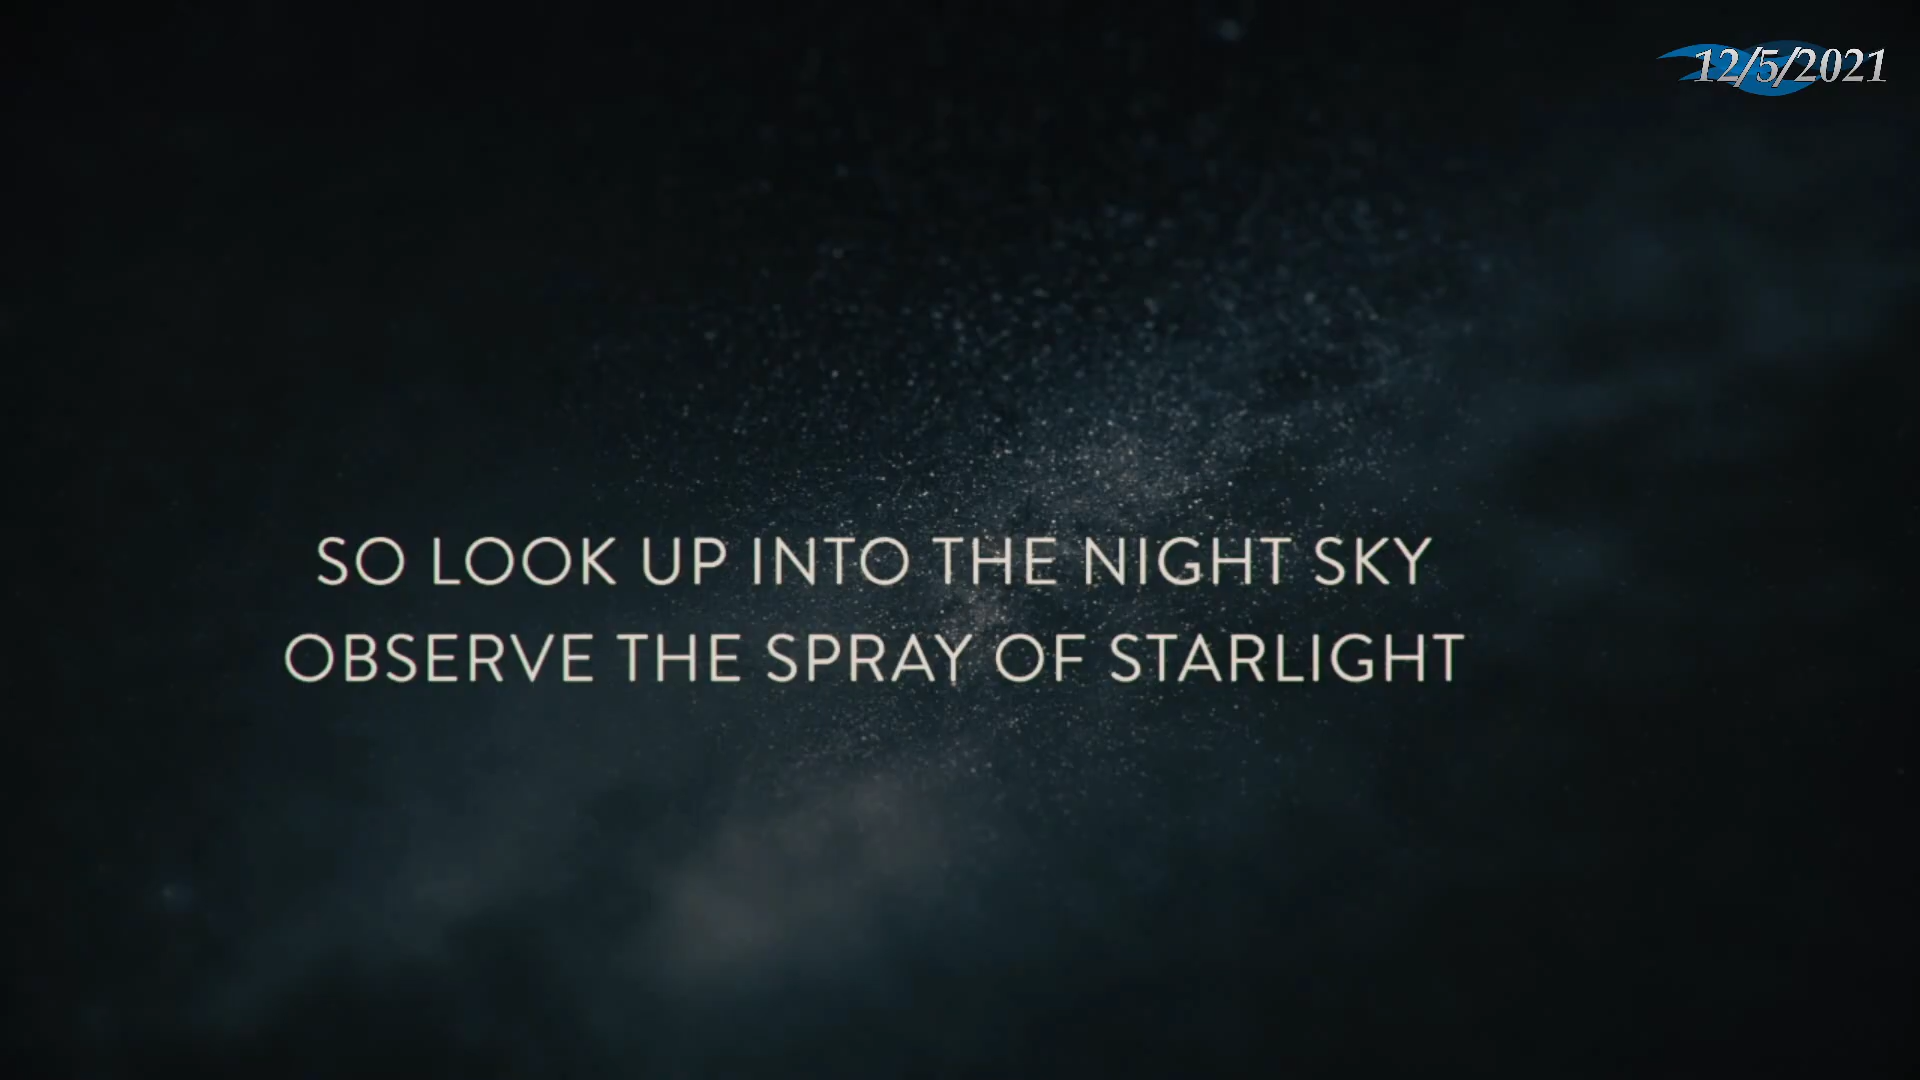 12/5/2021
SO LOOK UP INTO THE NIGHT SKY
OBSERVE THE SPRAY OF STARLIGHT